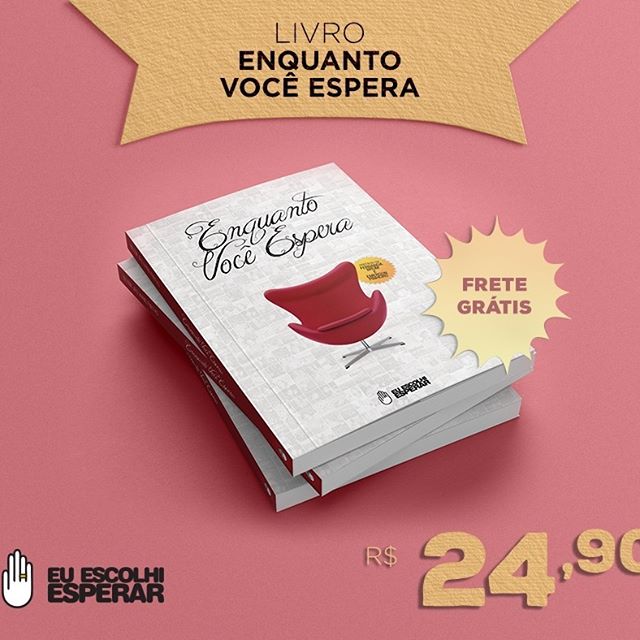 LIVRO
ENQUANTO
VOCÊ ESPERA
Enquanto
Você Espera
FRETE
GRÁTIS
EU ESCOLHI
ESPERAR
R$ 24,90
EU ESCOLHI
ESPERAR